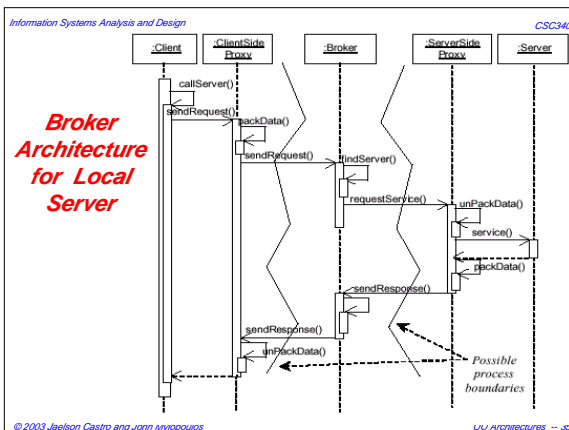 Information Systems Analysis and Design
CSC340
:Client
:ClientSide
Proxy
:Broker
:ServerSide
Proxy
:Server
callServer()
sendRequest()
packData()
sendRequest()
findServer()
requestService()
unPackData()
service()
packData()
sendResponse()
sendResponse()
unPackData()
Broker
Architecture
for Local
Server
Possible
process
boundaries
© 2003 Jaelson Castro and John Mylopoulos
OO Architectures --